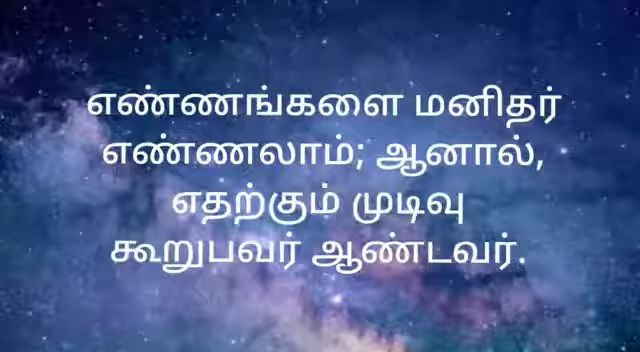 எண்ணங்களை மனிதர்
எண்ணலாம்; ஆனால்,
எதற்கும் முடிவு
கூறுபவர் ஆண்டவர்.